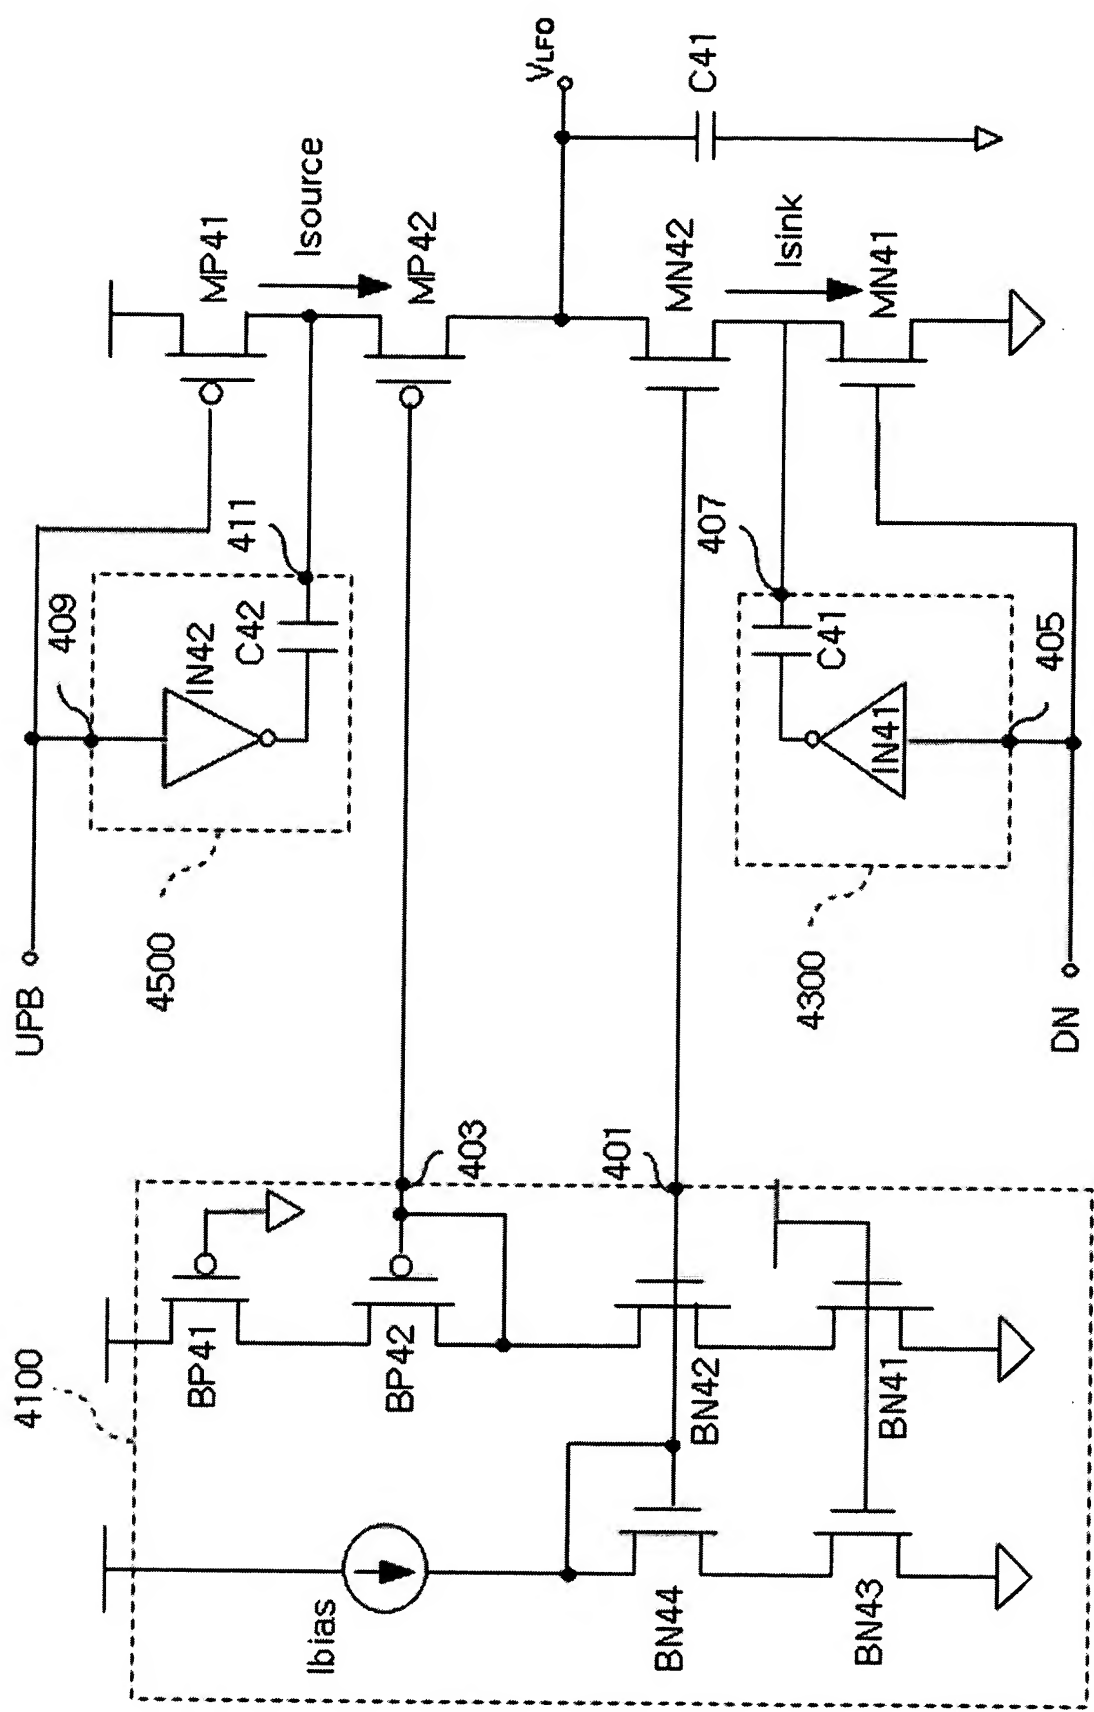 4100
Ibias
BN44
BN43
BP41
BP42
BN42
BN41
403
401
UPB
4500
409
IN42
C42
411
4300
DN
IN41
C41
407
405
MP41
Isource
MP42
MN42
Isink
MN41
VLFO
C41